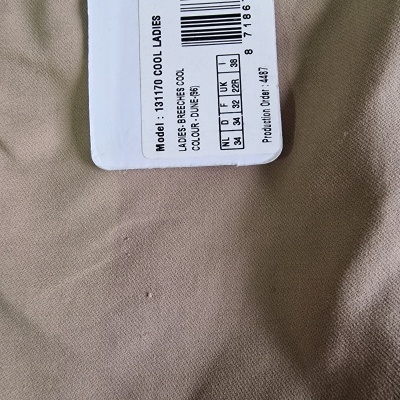 Model : 131170 COOL LADIES
LADIES- BREECHES COOL
COLOUR - DUNE-(86)
NL D F UK I
34 34 32 22R 38
Production Order : 4487
8 7186